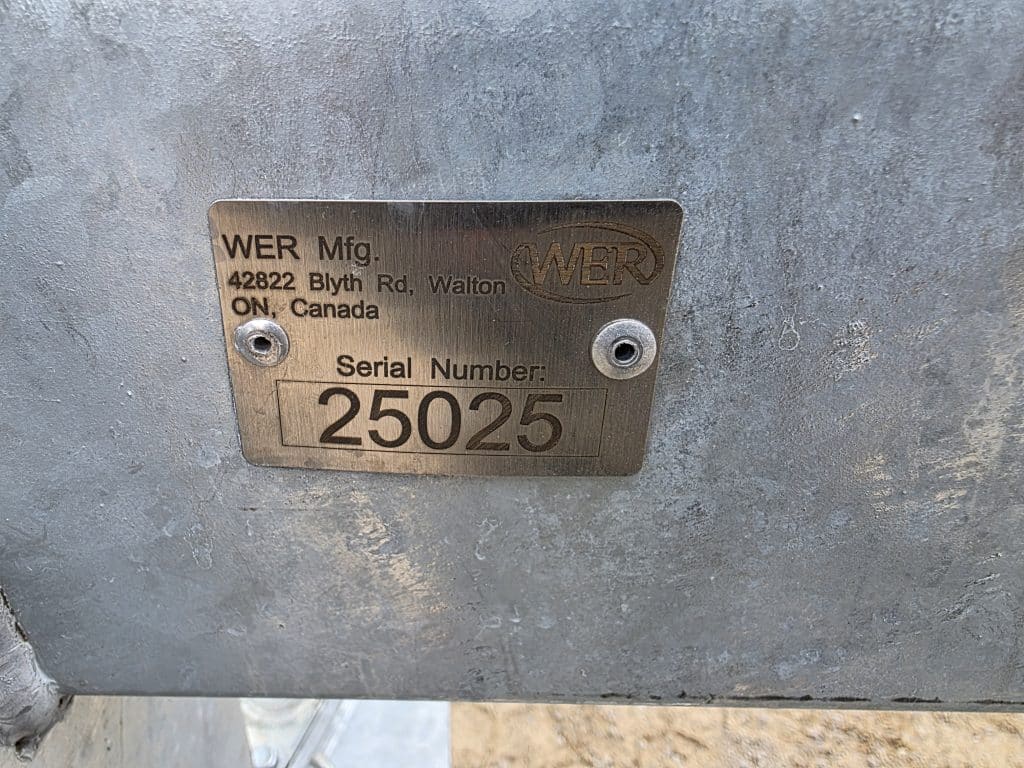 WER Mfg.
WER
42822 Blyth Rd, Walton
ON, Canada
Serial Number:
25025